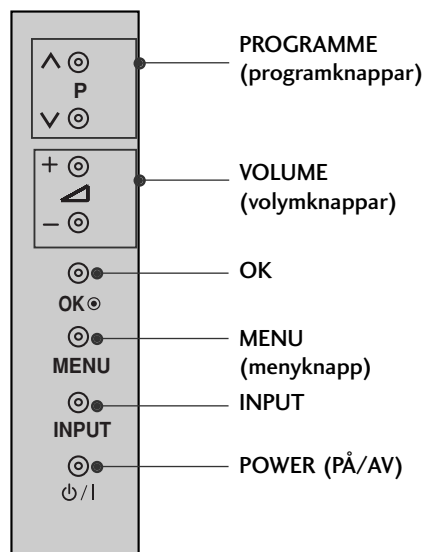 PROGRAMME
(programknappar)
P
VOLUME
(volymknappar)
+
−
OK
OK
MENU
(menyknapp)
MENU
INPUT
INPUT
POWER (PÅ/AV)
⏻/I